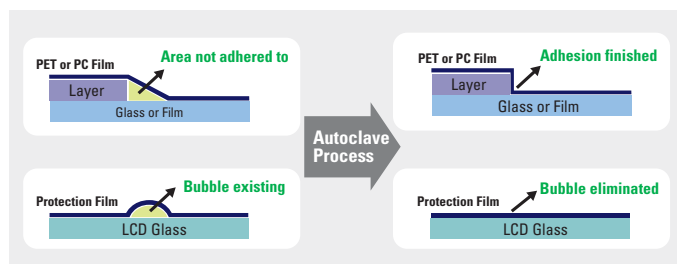 PET or PC Film
Area not adhered to
Layer
Glass or Film
Protection Film
Bubble existing
LCD Glass
Autoclave
Process
PET or PC Film
Adhesion finished
Layer
Glass or Film
Protection Film
Bubble eliminated
LCD Glass